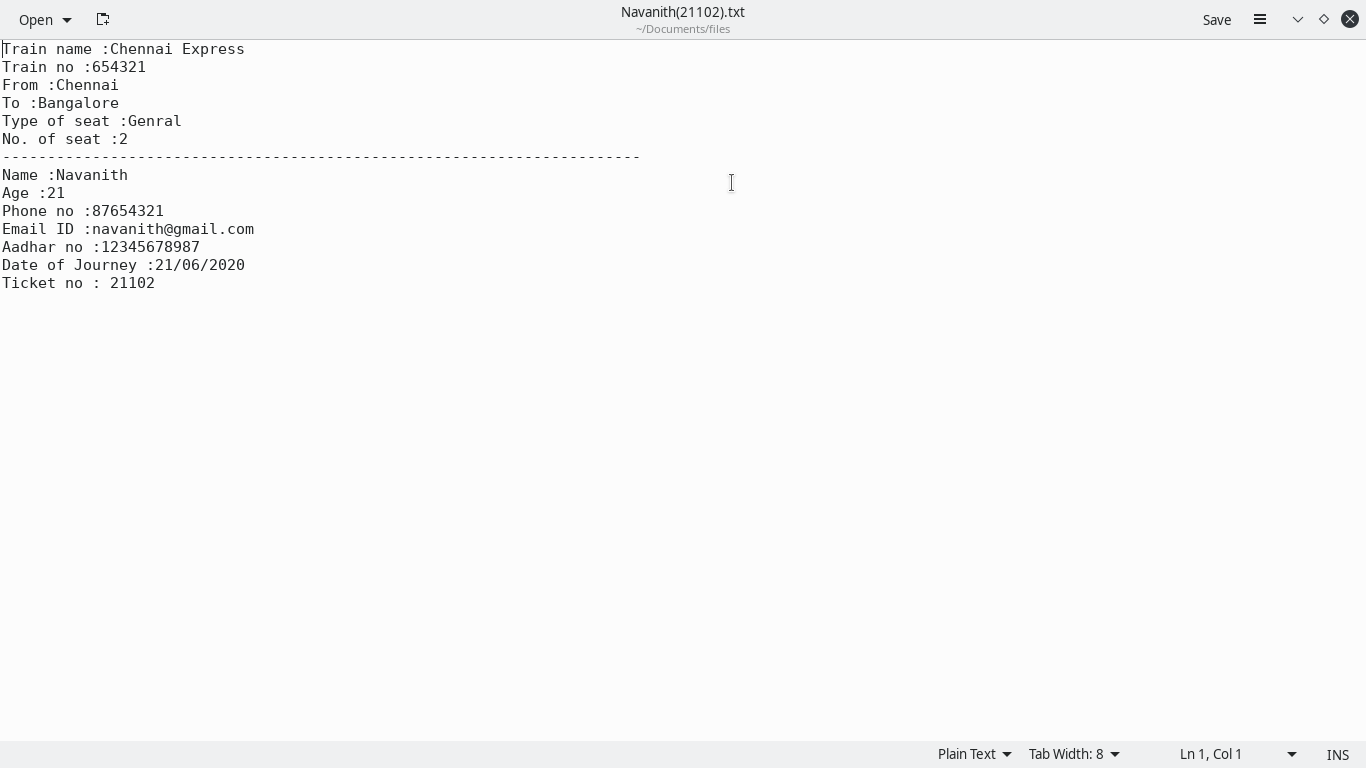 Open
Navanith(21102).txt
~/Documents/files
Save
Train name :Chennai Express
Train no :654321
From :Chennai
To :Bangalore
Type of seat :Genral
No. of seat :2
-----------------------------------------------------------------------
Name :Navanith
Age :21
Phone no :87654321
Email ID :navanith@gmail.com
Aadhar no :12345678987
Date of Journey :21/06/2020
Ticket no : 21102
Plain Text
Tab Width: 8
Ln 1, Col 1
INS